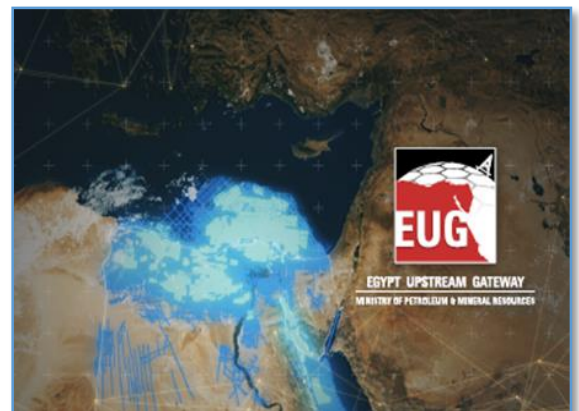 EUG
EGYPT UPSTREAM GATEWAY
MINISTRY OF PETROLEUM & MINERAL RESOURCES